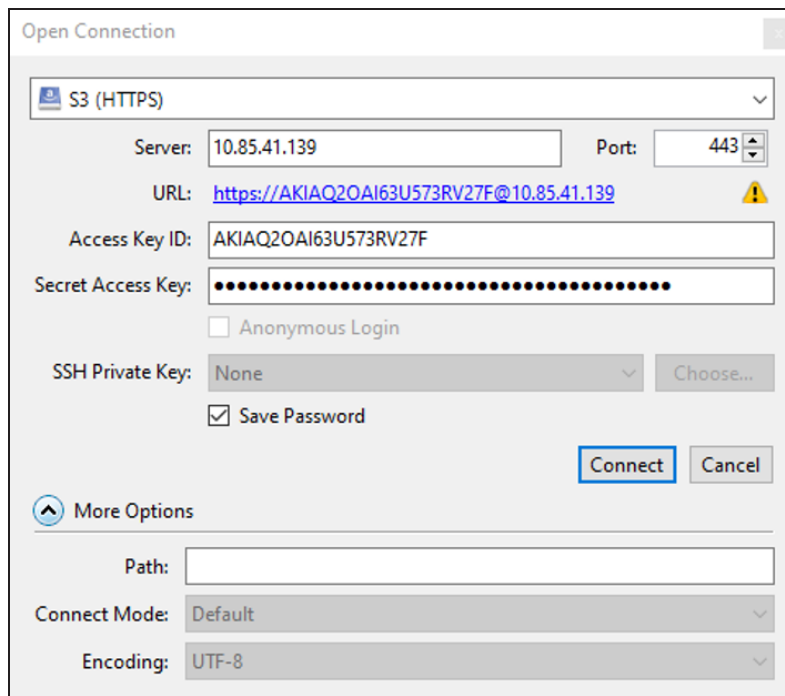 Open Connection
S3 (HTTPS)
Server: 10.85.41.139 Port: 443
URL: https://AKIAQ2OAI63U573RV27F@10.85.41.139
Access Key ID: AKIAQ2OAI63U573RV27F
Secret Access Key: ••••••••••••••••••••••••••••••••••••••••
Anonymous Login
SSH Private Key: None Choose...
Save Password
Connect Cancel
More Options
Path:
Connect Mode: Default
Encoding: UTF-8